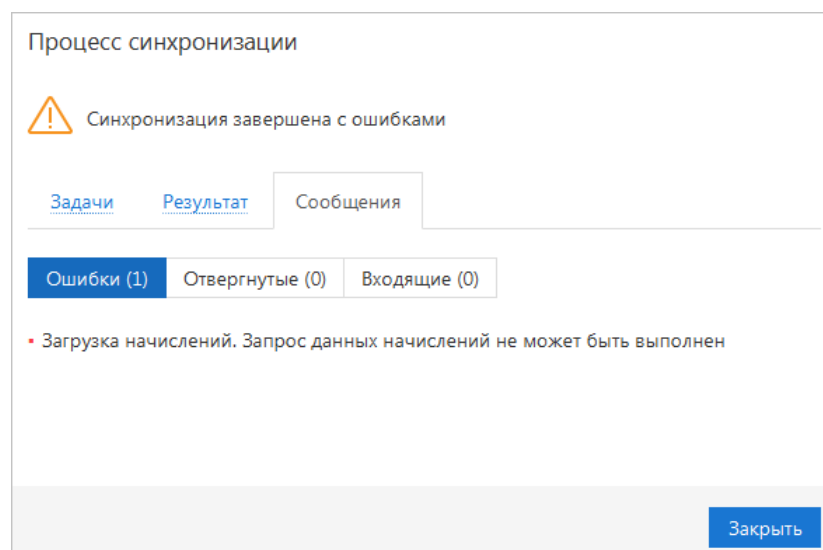 Процесс синхронизации
Синхронизация завершена с ошибками
Задачи Результат Сообщения
Ошибки (1) Отвергнутые (0) Входящие (0)
Загрузка начислений. Запрос данных начислений не может быть выполнен
Закрыть